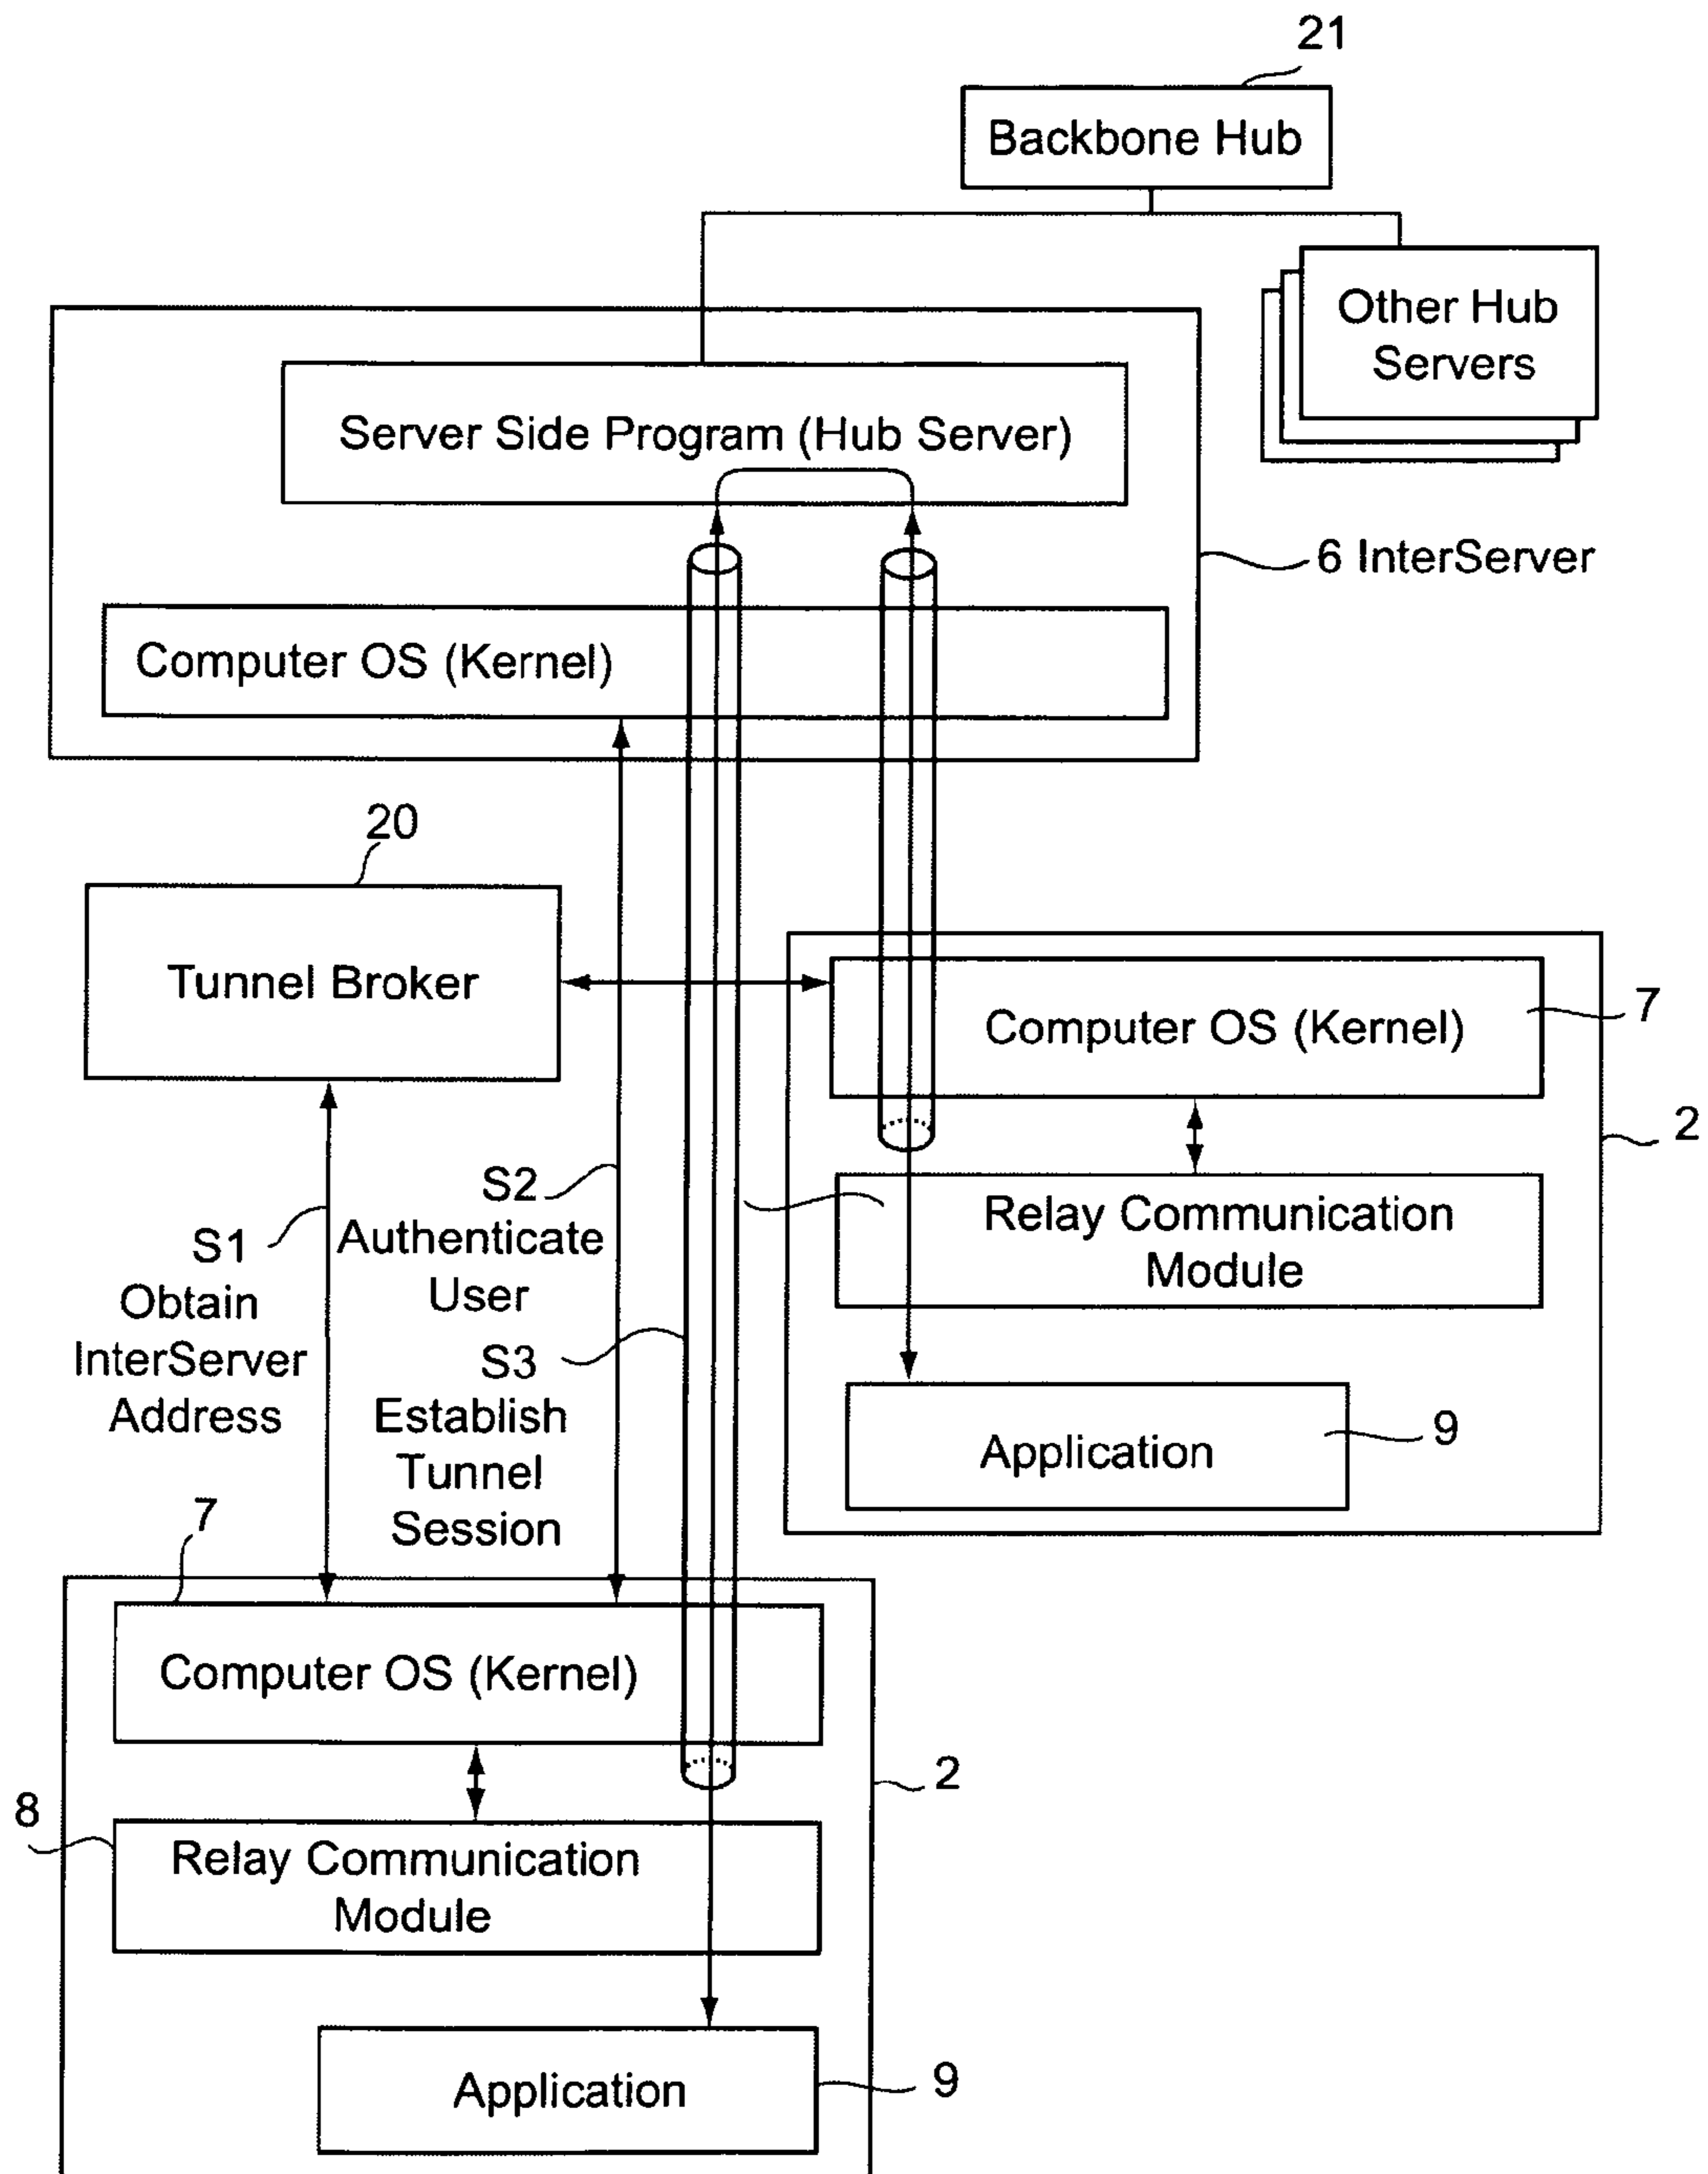 21
Backbone Hub
Other Hub
Servers
Server Side Program (Hub Server)
6 InterServer
Computer OS (Kernel)
20
Tunnel Broker
Computer OS (Kernel)
7
2
S2
Authenticate
User
S1
Obtain
InterServer
Address
Relay Communication
Module
S3
Establish
Tunnel
Session
Application
9
7
Computer OS (Kernel)
2
8
Relay Communication
Module
Application
9